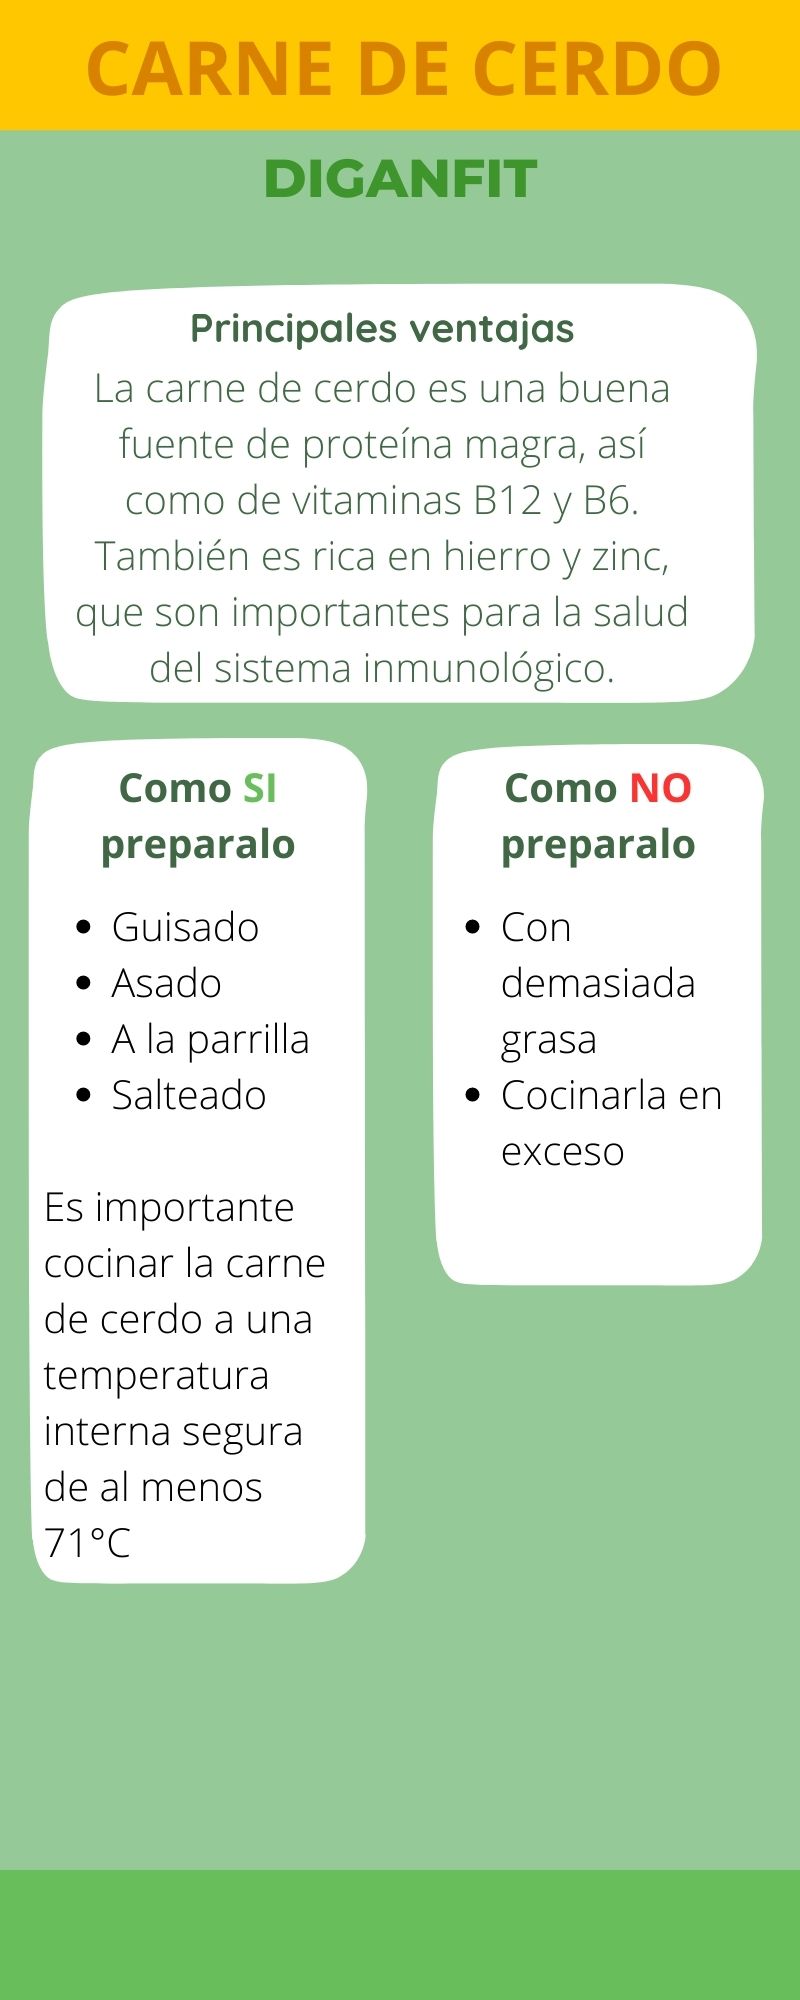 CARNE DE CERDO
DIGANFIT
Principales ventajas
La carne de cerdo es una buena
fuente de proteína magra, así
como de vitaminas B12 y B6.
También es rica en hierro y zinc,
que son importantes para la salud
del sistema inmunológico.
Como SI
preparalo
• Guisado
• Asado
• A la parrilla
• Salteado
Es importante
cocinar la carne
de cerdo a una
temperatura
interna segura
de al menos
71°C
Como NO
preparalo
• Con
demasiada
grasa
• Cocinarla en
exceso